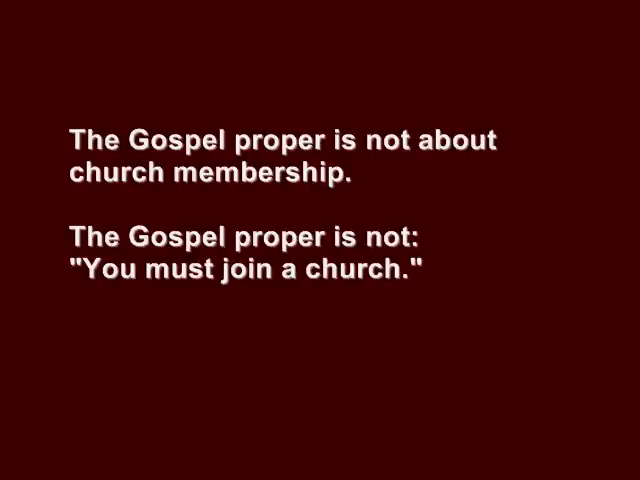 The Gospel proper is not about
church membership.
The Gospel proper is not:
"You must join a church."